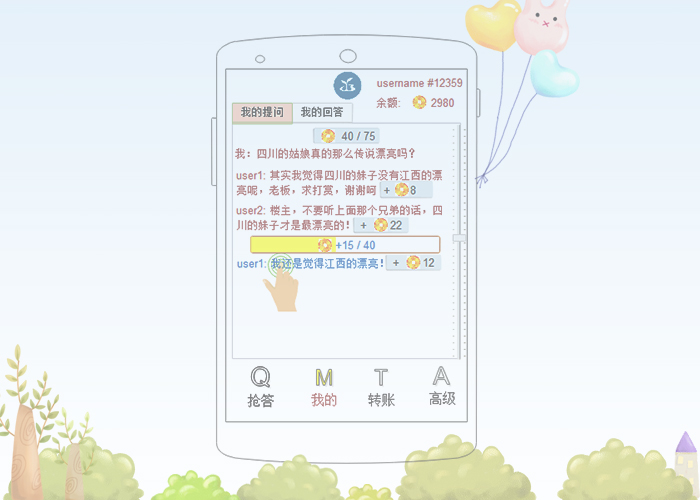 username #12359
余额: 2980
我的提问 我的回答
40 / 75
我：四川的姑娘真的那么传说漂亮吗?
user1: 其实我觉得四川的妹子没有江西的漂
亮呢，老板，求打赏，谢谢呵 + 8
user2: 楼主，不要听上面那个兄弟的话，四
川的妹子才是最漂亮的！ + 22
+15 / 40
user1: 我还是觉得江西的漂亮！ + 12
Q M T A
抢答 我的 转账 高级